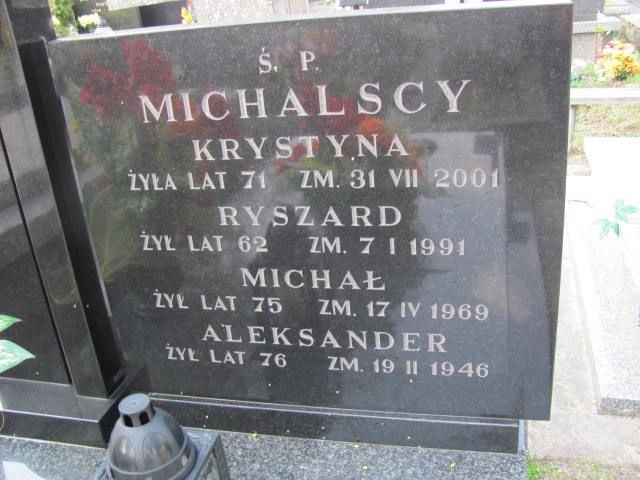 Ś. P.
MICHALSCY
KRYSTYNA
ŻYŁA LAT 71 ZM. 31 VII 2001
RYSZARD
ŻYŁ LAT 62 ZM. 7 I 1991
MICHAŁ
ŻYŁ LAT 75 ZM. 17 IV 1969
ALEKSANDER
ŻYŁ LAT 76 ZM. 19 II 1946